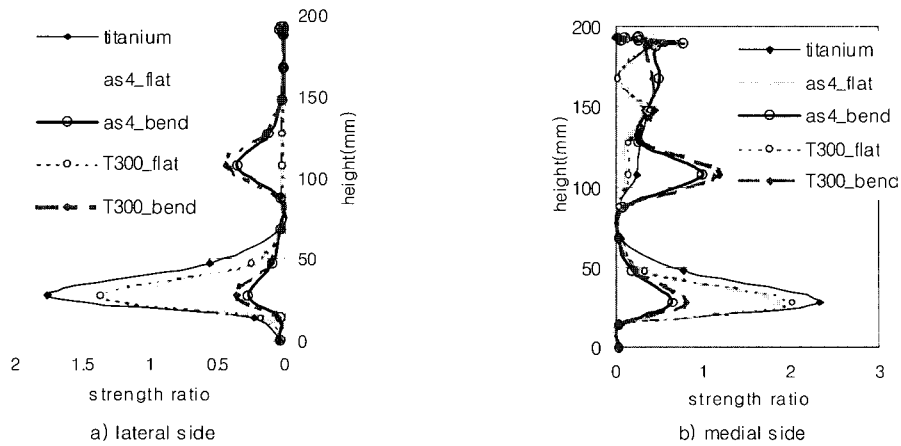 titanium
as4_flat
as4_bend
T300_flat
T300_bend
200
150
100
50
0
height(mm)
2
1.5
1
0.5
0
strength ratio
a) lateral side
200
150
100
50
0
height(mm)
titanium
as4_flat
as4_bend
T300_flat
T300_bend
0
1
2
3
strength ratio
b) medial side